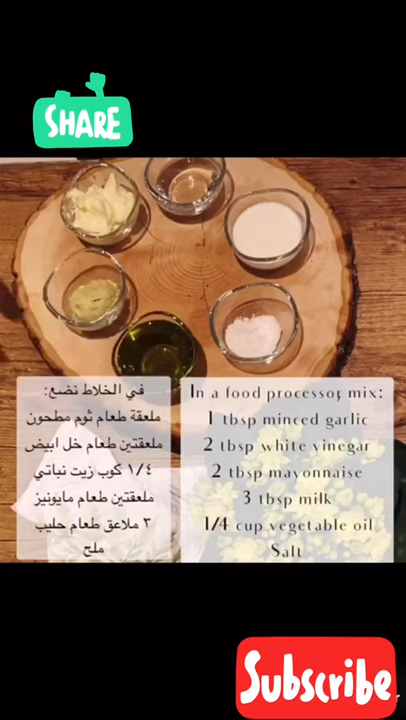 SHARE
في الخلاط نضع:
ملعقة طعام ثوم مطحون
ملعقتين طعام خل ابيض
١/٤ كوب زيت نباتي
ملعقتين طعام مايونيز
٣ ملاعق طعام حليب
ملح
In a food processor mix:
1 tbsp minced garlic
2 tbsp white vinegar
2 tbsp mayonnaise
3 tbsp milk
1/4 cup vegetable oil
Salt
Subscribe